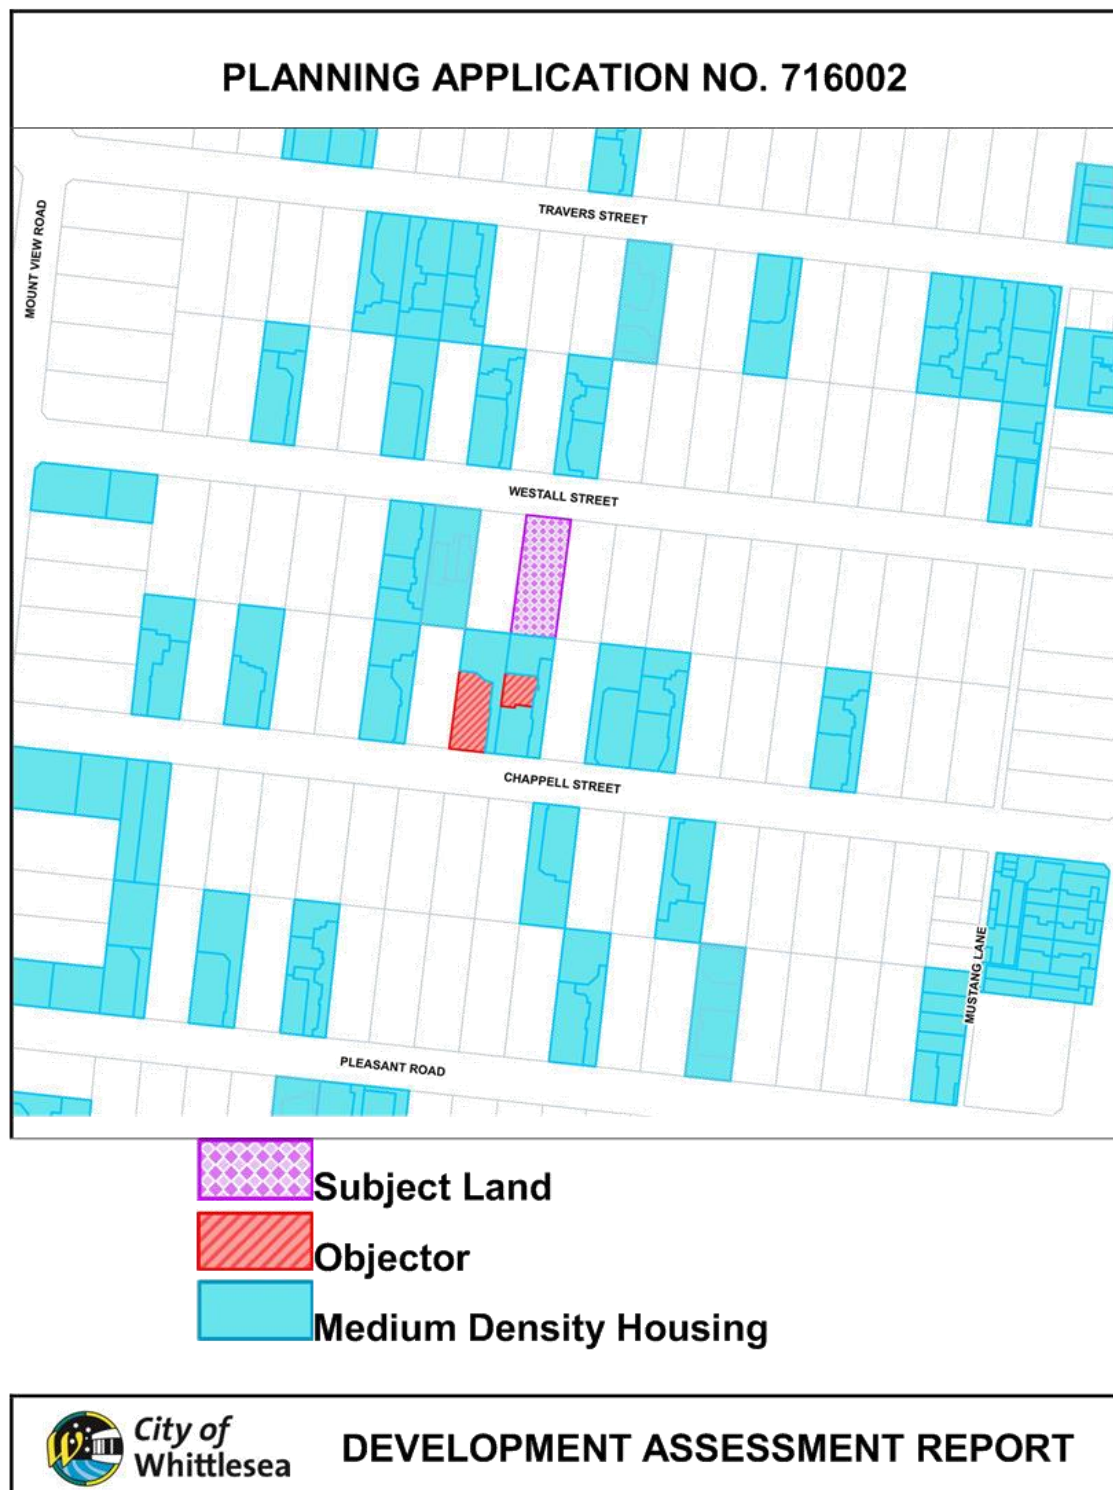 PLANNING APPLICATION NO. 716002
TRAVERS STREET
MOUNT VIEW ROAD
WESTALL STREET
CHAPPELL STREET
MUSTANG LANE
PLEASANT ROAD
Subject Land
Objector
Medium Density Housing
City of
Whittlesea
DEVELOPMENT ASSESSMENT REPORT